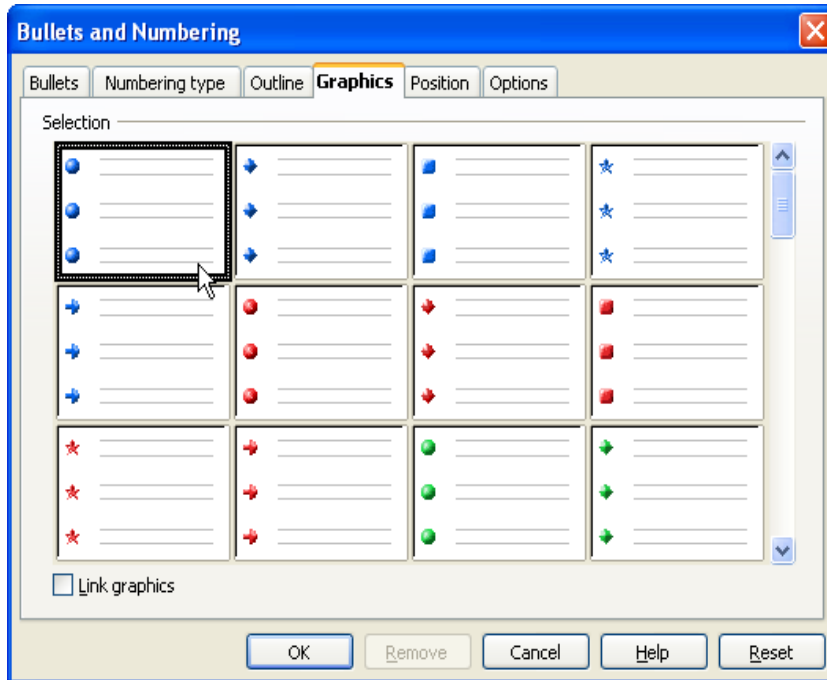 Bullets and Numbering
Bullets Numbering type Outline Graphics Position Options
Selection
Link graphics
OK Remove Cancel Help Reset